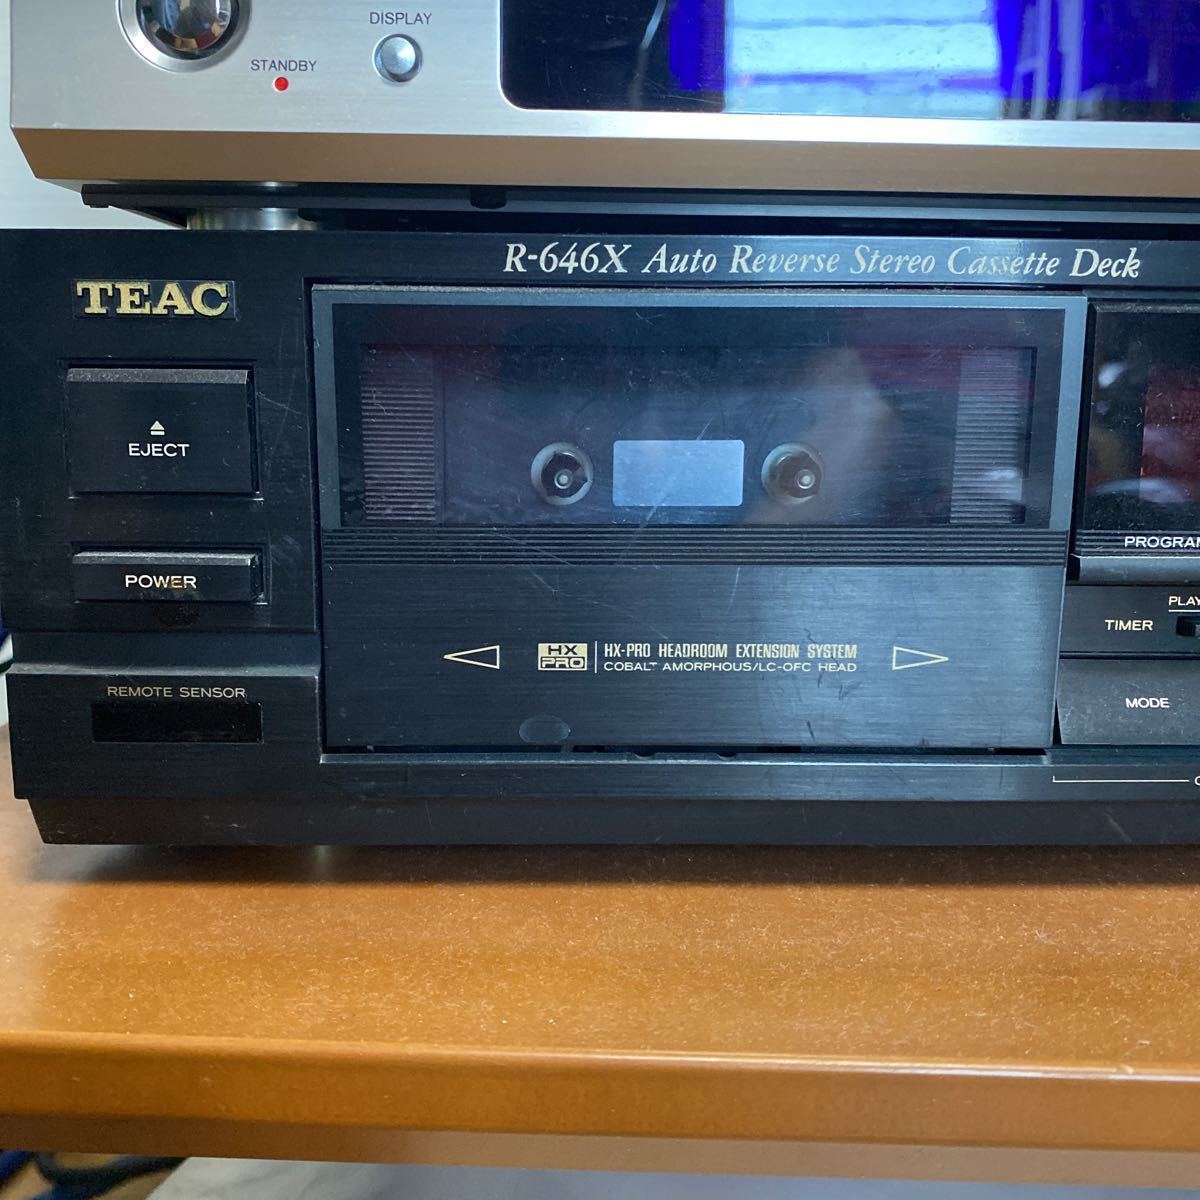 DISPLAY
STANDBY
R-646X Auto Reverse Stereo Cassette Deck
TEAC
EJECT
POWER
REMOTE SENSOR
HX PRO
HX-PRO HEADROOM EXTENSION SYSTEM
COBALT AMORPHOUS/LC-OFC HEAD
PROGRAM
PLAY
TIMER
MODE